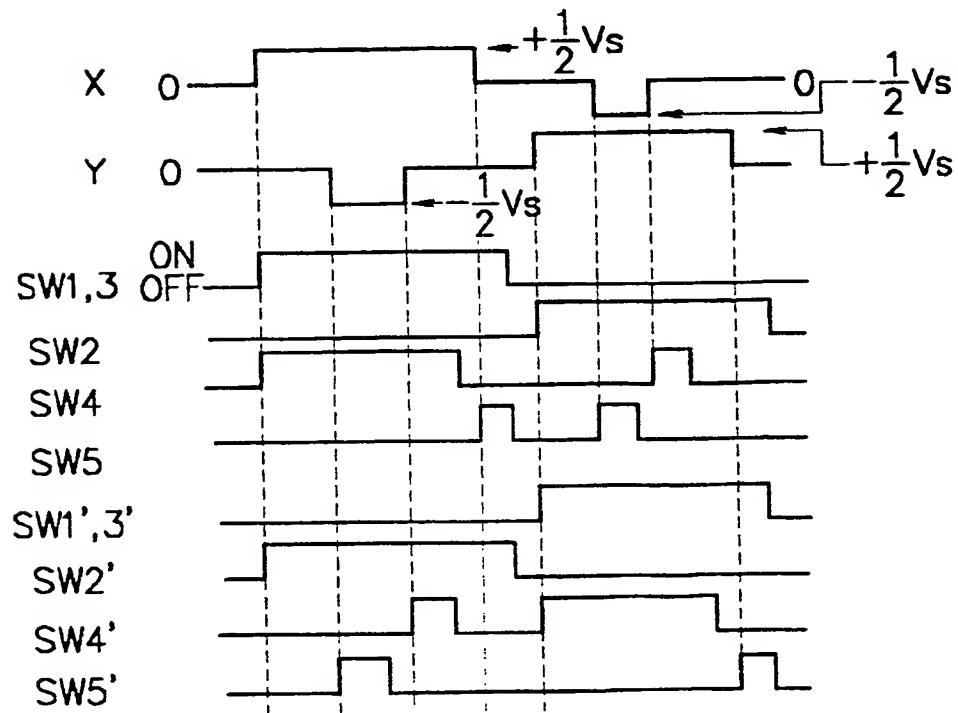 +1/2Vs
X 0
0 -1/2Vs
Y 0
-1/2Vs
+1/2Vs
ON
SW1,3 OFF
SW2
SW4
SW5
SW1',3'
SW2'
SW4'
SW5'